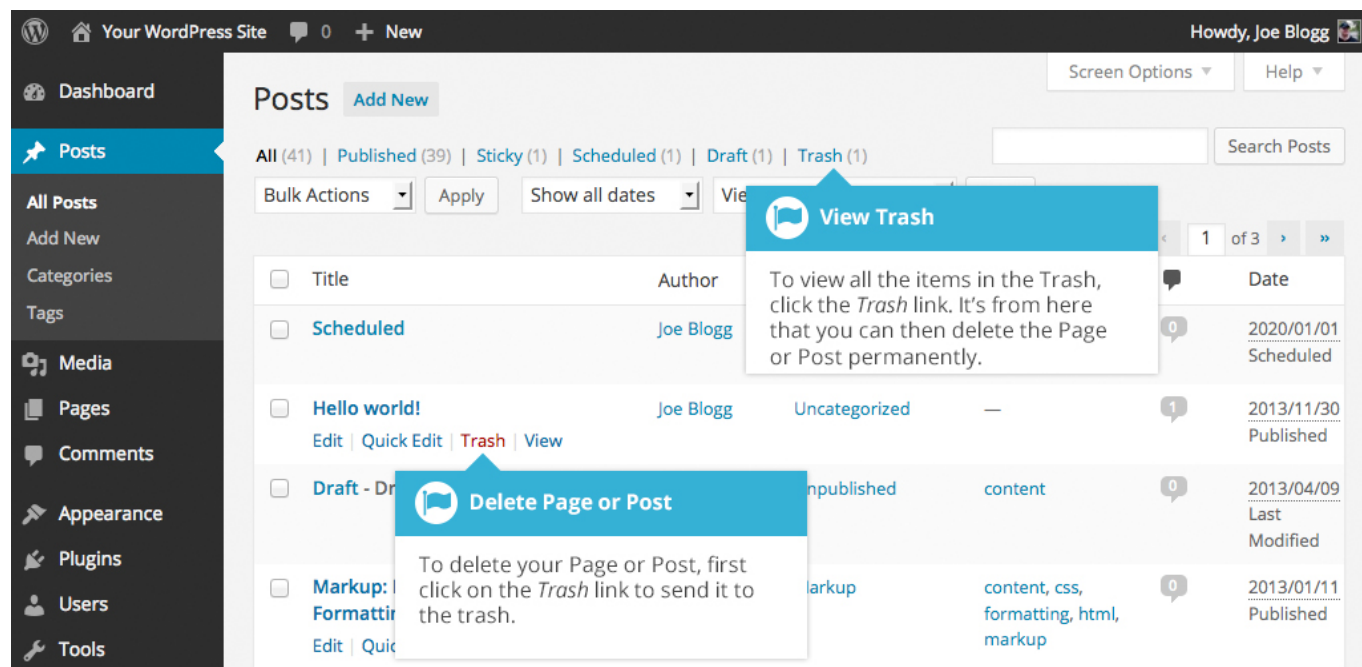 Your WordPress Site 0 + New Howdy, Joe Blogg
Screen Options Help
Dashboard
Posts
All Posts
Add New
Categories
Tags
Media
Pages
Comments
Appearance
Plugins
Users
Tools
Posts Add New
All (41) | Published (39) | Sticky (1) | Scheduled (1) | Draft (1) | Trash (1)
Search Posts
Bulk Actions Apply Show all dates
‹ 1 of 3 › »
View Trash
To view all the items in the Trash,
click the Trash link. It's from here
that you can then delete the Page
or Post permanently.
Title Author Date
Scheduled Joe Blogg 0 2020/01/01
Scheduled
Hello world! Joe Blogg Uncategorized — 1 2013/11/30
Edit | Quick Edit | Trash | View Published
Draft - content 0 2013/04/09
Last
Modified
Delete Page or Post
To delete your Page or Post, first
click on the Trash link to send it to
the trash.
Markup: content, css, 0 2013/01/11
formatting, html, Published
markup
Edit